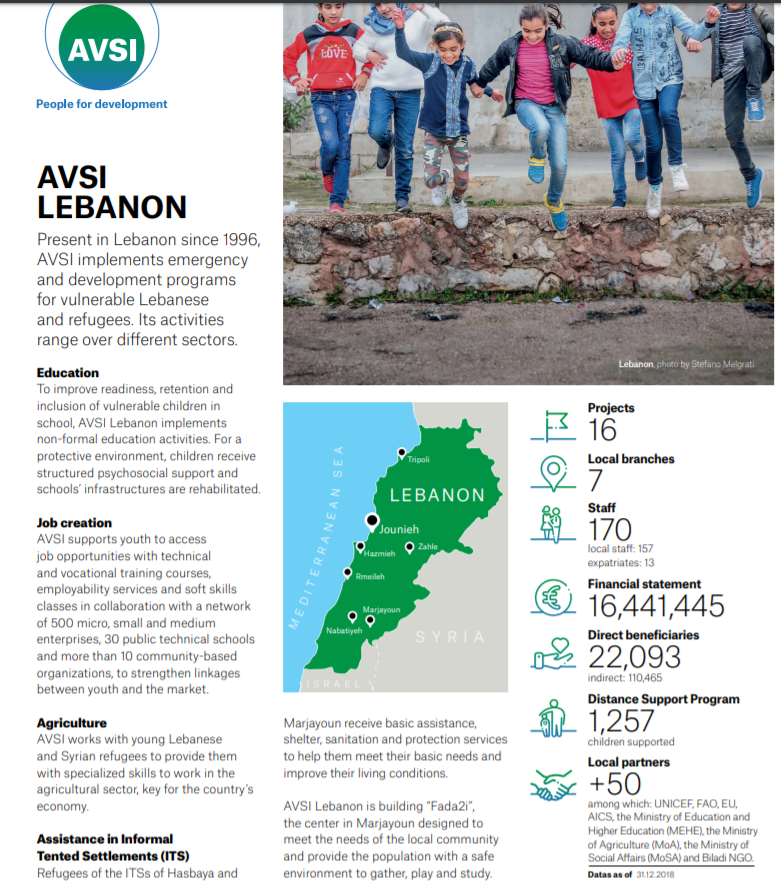 AVSI
People for development
AVSI
LEBANON
Present in Lebanon since 1996,
AVSI implements emergency
and development programs
for vulnerable Lebanese
and refugees. Its activities
range over different sectors.
Education
To improve readiness, retention and
inclusion of vulnerable children in
school, AVSI Lebanon implements
non-formal education activities. For a
protective environment, children receive
structured psychosocial support and
schools' infrastructures are rehabilitated.
Job creation
AVSI supports youth to access
job opportunities with technical
and vocational training courses,
employability services and soft skills
classes in collaboration with a network
of 500 micro, small and medium
enterprises, 30 public technical schools
and more than 10 community-based
organizations, to strengthen linkages
between youth and the market.
Agriculture
AVSI works with young Lebanese
and Syrian refugees to provide them
with specialized skills to work in the
agricultural sector, key for the country's
economy.
Assistance in Informal
Tented Settlements (ITS)
Refugees of the ITSs of Hasbaya and
LOVE
Lebanon, photo by Stefano Melgrati
MEDITERRANEAN SEA
Tripoli
LEBANON
Jounieh
Hazmieh
Zahle
Rmeileh
Marjayoun
Nabatiyeh
SYRIA
ISRAEL
Marjayoun receive basic assistance,
shelter, sanitation and protection services
to help them meet their basic needs and
improve their living conditions.
AVSI Lebanon is building "Fada2i",
the center in Marjayoun designed to
meet the needs of the local community
and provide the population with a safe
environment to gather, play and study.
Projects
16
Local branches
7
Staff
170
local staff: 157
expatriates: 13
Financial statement
16,441,445
Direct beneficiaries
22,093
indirect: 110,465
Distance Support Program
1,257
children supported
Local partners
+50
among which: UNICEF, FAO, EU,
AICS, the Ministry of Education and
Higher Education (MEHE), the Ministry
of Agriculture (MoA), the Ministry of
Social Affairs (MoSA) and Biladi NGO.
Datas as of 31.12.2018